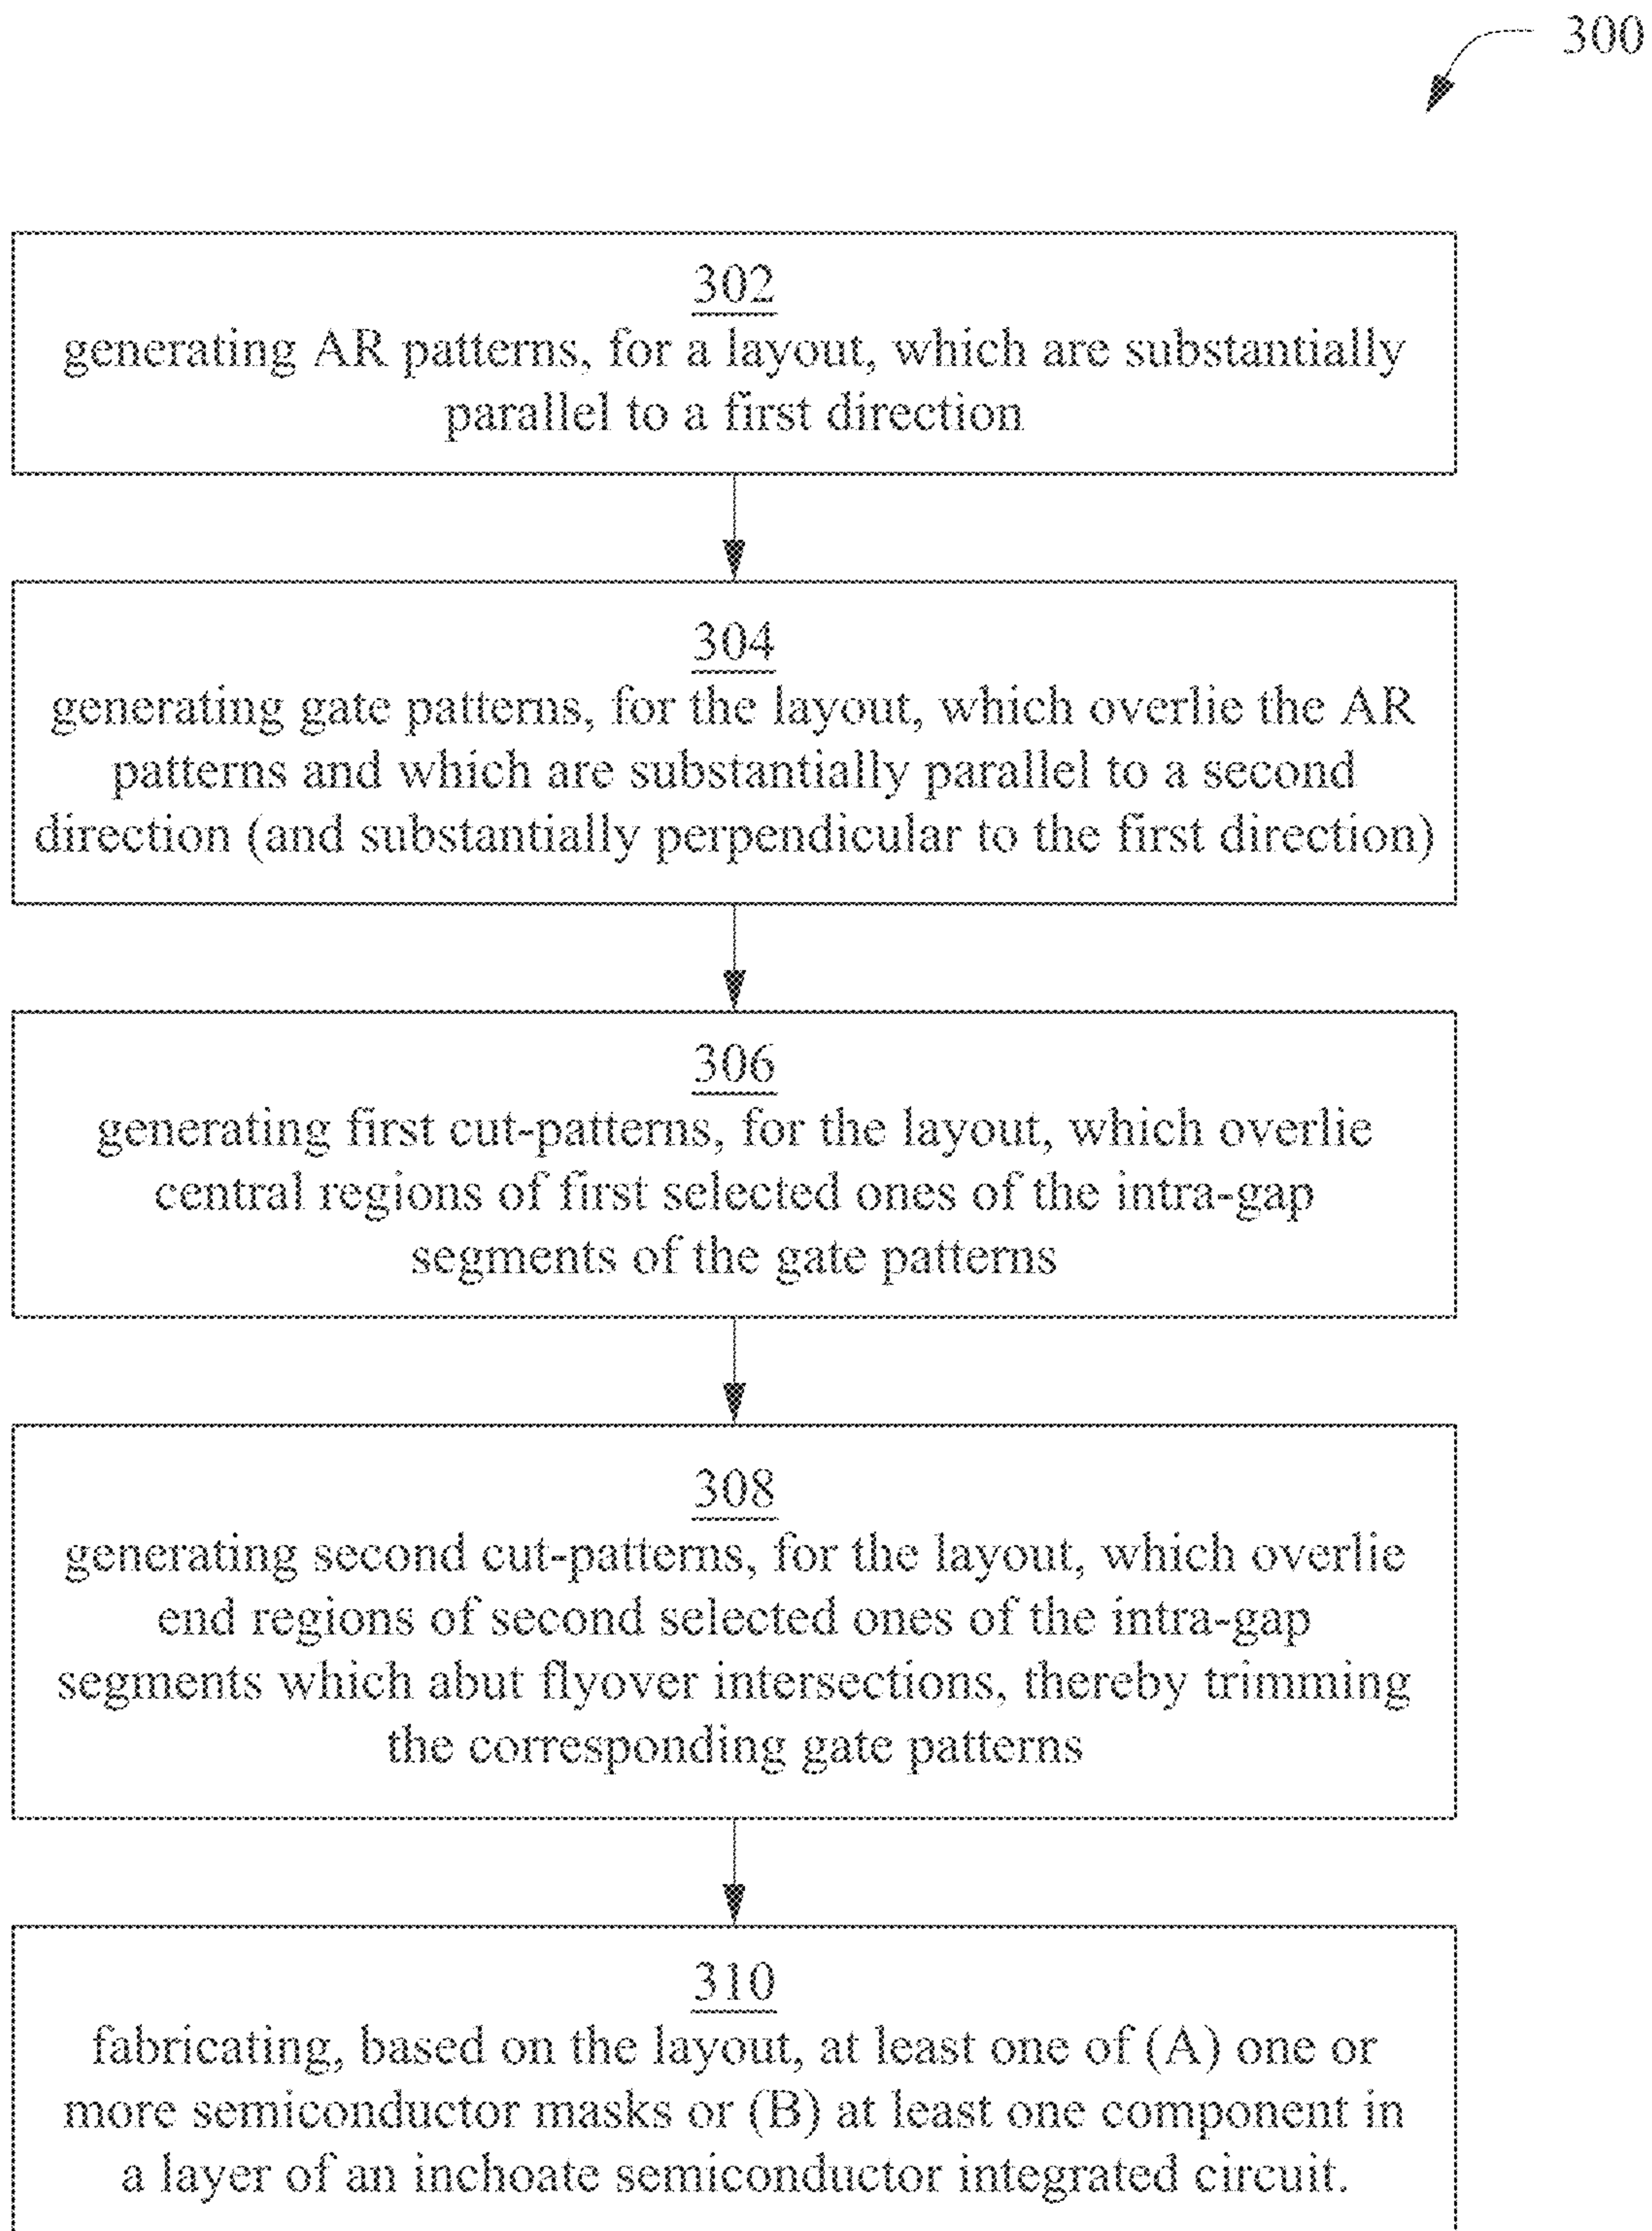 300
302
generating AR patterns, for a layout, which are substantially
parallel to a first direction
304
generating gate patterns, for the layout, which overlie the AR
patterns and which are substantially parallel to a second
direction (and substantially perpendicular to the first direction)
306
generating first cut-patterns, for the layout, which overlie
central regions of first selected ones of the intra-gap
segments of the gate patterns
308
generating second cut-patterns, for the layout, which overlie
end regions of second selected ones of the intra-gap
segments which abut flyover intersections, thereby trimming
the corresponding gate patterns
310
fabricating, based on the layout, at least one of (A) one or
more semiconductor masks or (B) at least one component in
a layer of an inchoate semiconductor integrated circuit.